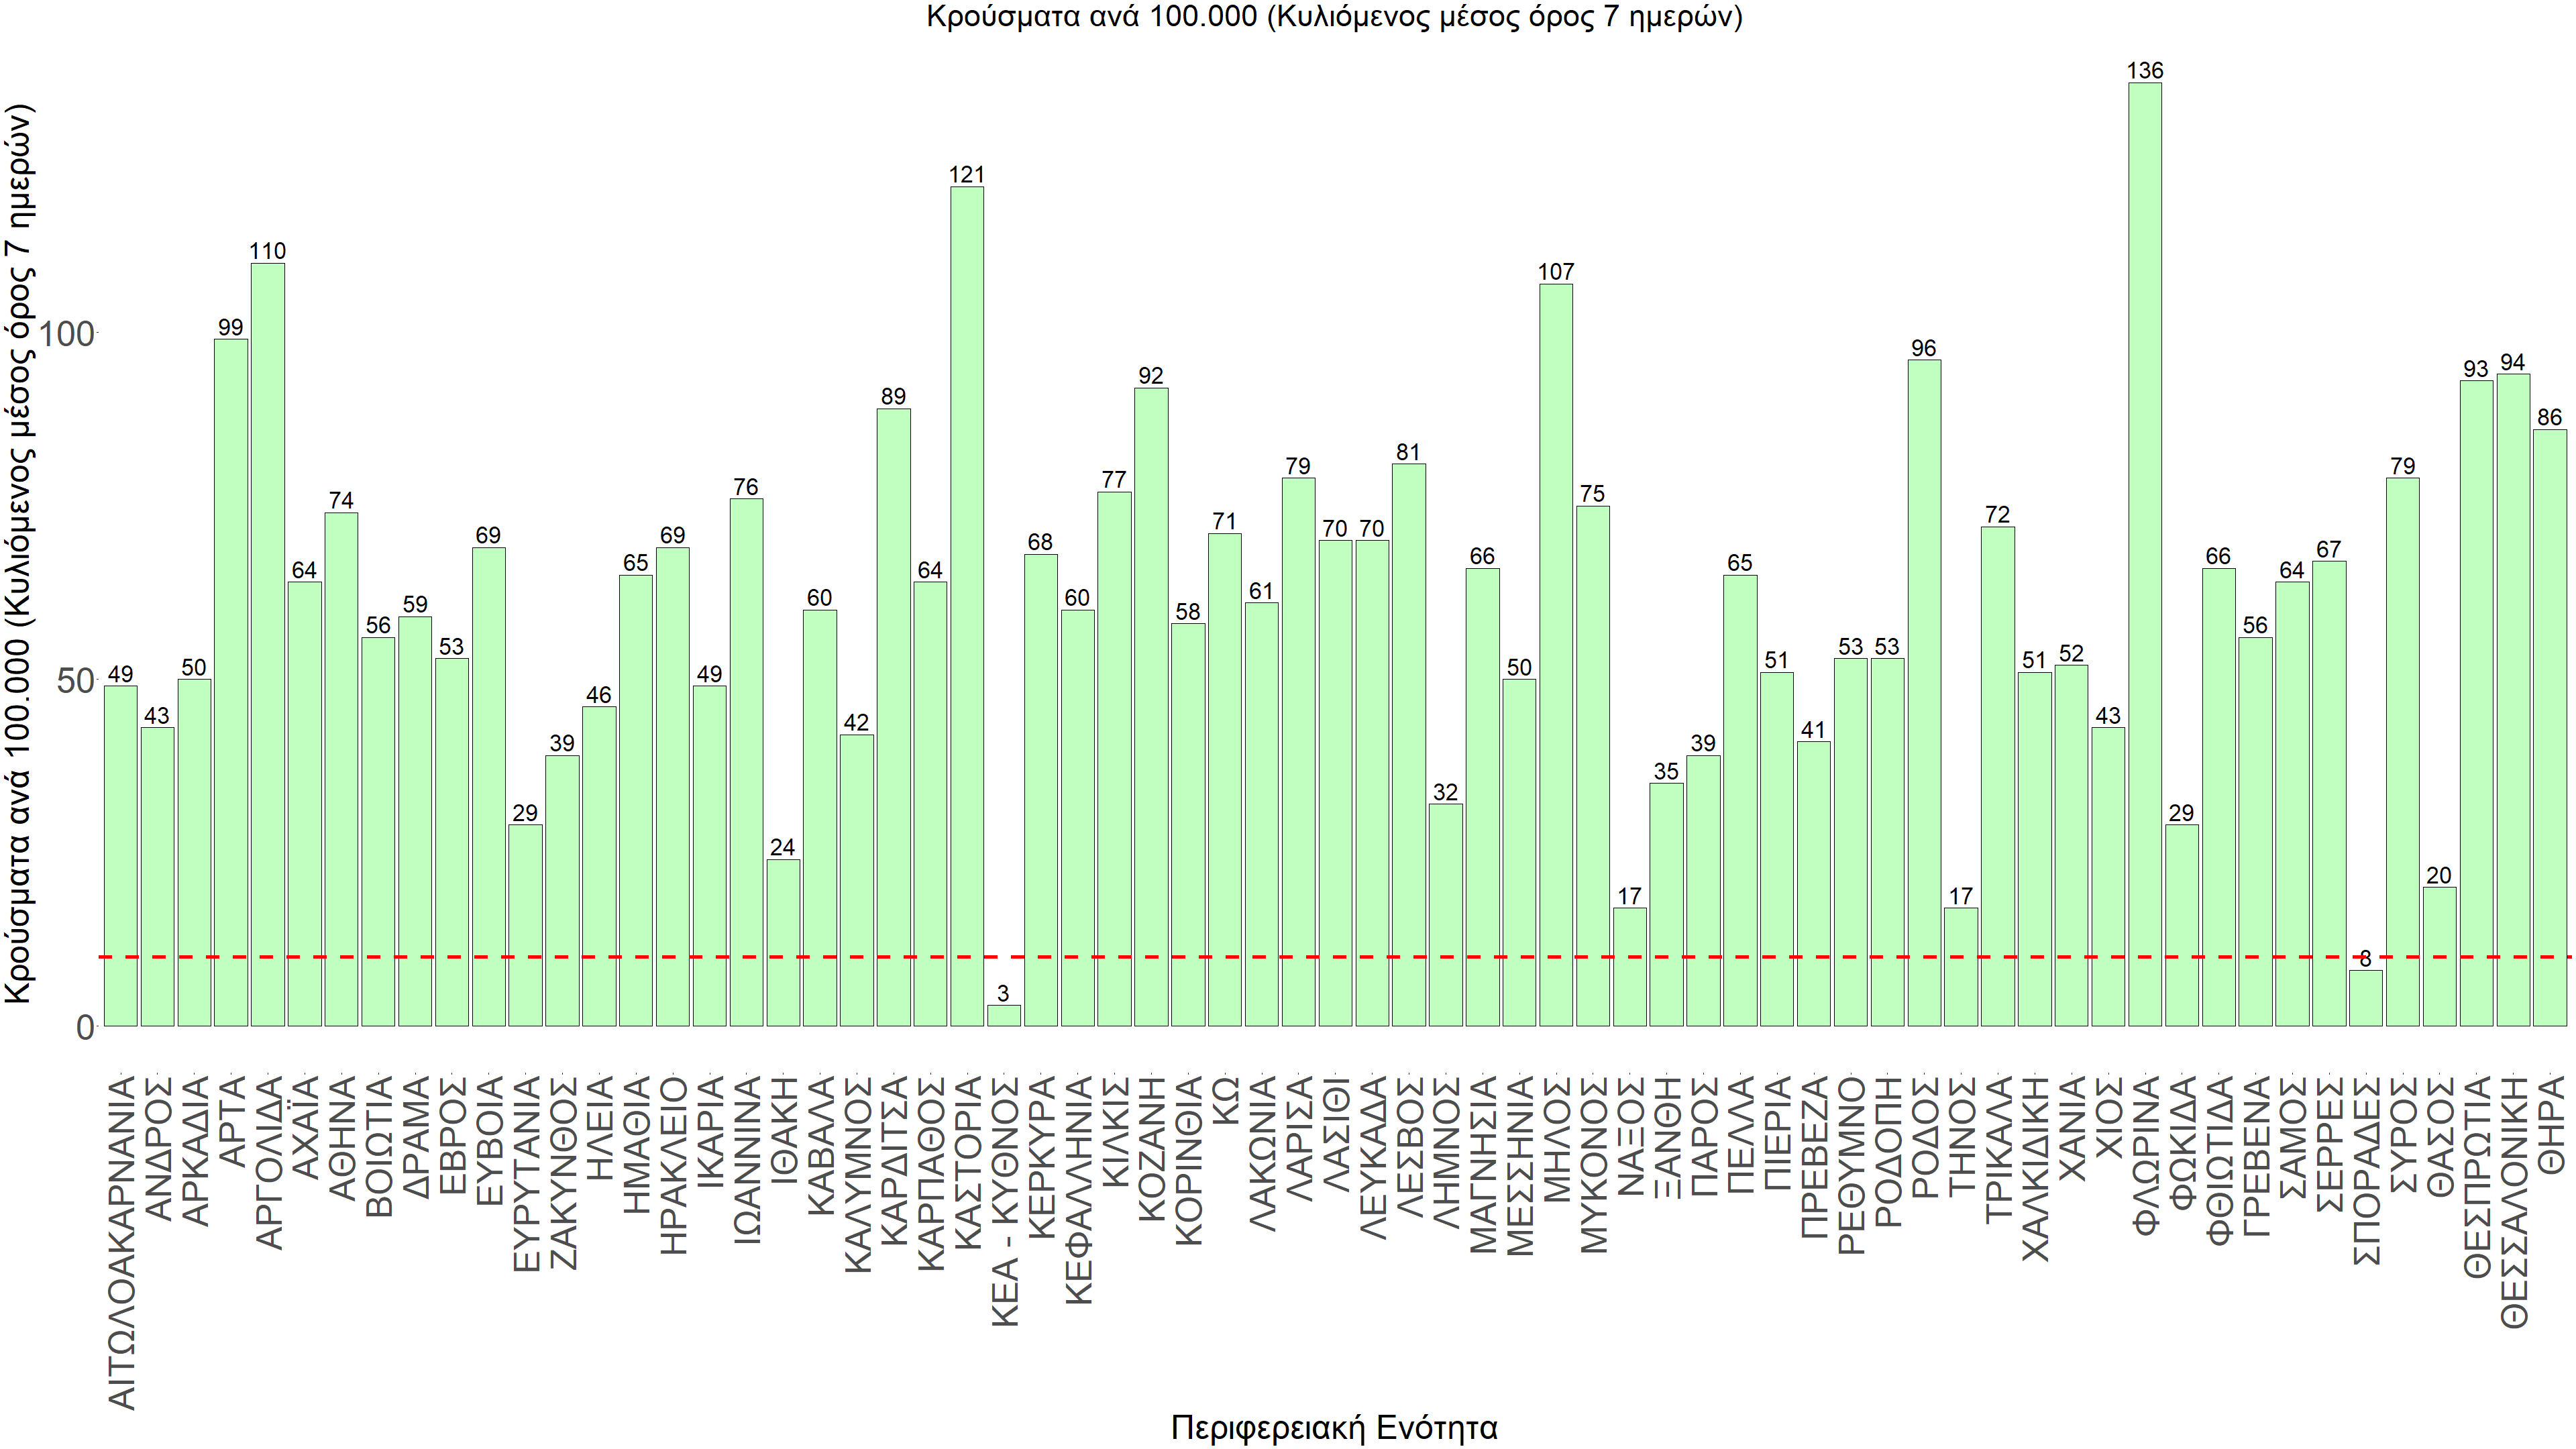 Κρούσματα ανά 100.000 (Κυλιόμενος μέσος όρος 7 ημερών)
Κρούσματα ανά 100.000 (Κυλιόμενος μέσος όρος 7 ημερών)
100
50
0
49
43
50
99
110
64
74
56
59
53
69
29
39
46
65
69
49
76
24
60
42
89
64
121
3
68
60
77
92
58
71
61
79
70
70
81
32
66
50
107
75
17
35
39
65
51
41
53
53
96
17
72
51
52
43
136
29
66
56
64
67
8
79
20
93
94
86
ΑΙΤΩΛΟΑΚΑΡΝΑΝΙΑ
ΑΝΔΡΟΣ
ΑΡΚΑΔΙΑ
ΑΡΤΑ
ΑΡΓΟΛΙΔΑ
ΑΧΑΪΑ
ΑΘΗΝΑ
ΒΟΙΩΤΙΑ
ΔΡΑΜΑ
ΕΒΡΟΣ
ΕΥΒΟΙΑ
ΕΥΡΥΤΑΝΙΑ
ΖΑΚΥΝΘΟΣ
ΗΛΕΙΑ
ΗΜΑΘΙΑ
ΗΡΑΚΛΕΙΟ
ΙΚΑΡΙΑ
ΙΩΑΝΝΙΝΑ
ΙΘΑΚΗ
ΚΑΒΑΛΑ
ΚΑΛΥΜΝΟΣ
ΚΑΡΔΙΤΣΑ
ΚΑΡΠΑΘΟΣ
ΚΑΣΤΟΡΙΑ
ΚΕΑ - ΚΥΘΝΟΣ
ΚΕΡΚΥΡΑ
ΚΕΦΑΛΛΗΝΙΑ
ΚΙΛΚΙΣ
ΚΟΖΑΝΗ
ΚΟΡΙΝΘΙΑ
ΚΩ
ΛΑΚΩΝΙΑ
ΛΑΡΙΣΑ
ΛΑΣΙΘΙ
ΛΕΥΚΑΔΑ
ΛΕΣΒΟΣ
ΛΗΜΝΟΣ
ΜΑΓΝΗΣΙΑ
ΜΕΣΣΗΝΙΑ
ΜΗΛΟΣ
ΜΥΚΟΝΟΣ
ΝΑΞΟΣ
ΞΑΝΘΗ
ΠΑΡΟΣ
ΠΕΛΛΑ
ΠΙΕΡΙΑ
ΠΡΕΒΕΖΑ
ΡΕΘΥΜΝΟ
ΡΟΔΟΠΗ
ΡΟΔΟΣ
ΤΗΝΟΣ
ΤΡΙΚΑΛΑ
ΧΑΛΚΙΔΙΚΗ
ΧΑΝΙΑ
ΧΙΟΣ
ΦΛΩΡΙΝΑ
ΦΩΚΙΔΑ
ΦΘΙΩΤΙΔΑ
ΓΡΕΒΕΝΑ
ΣΑΜΟΣ
ΣΕΡΡΕΣ
ΣΠΟΡΑΔΕΣ
ΣΥΡΟΣ
ΘΑΣΟΣ
ΘΕΣΠΡΩΤΙΑ
ΘΕΣΣΑΛΟΝΙΚΗ
ΘΗΡΑ
Περιφερειακή Ενότητα